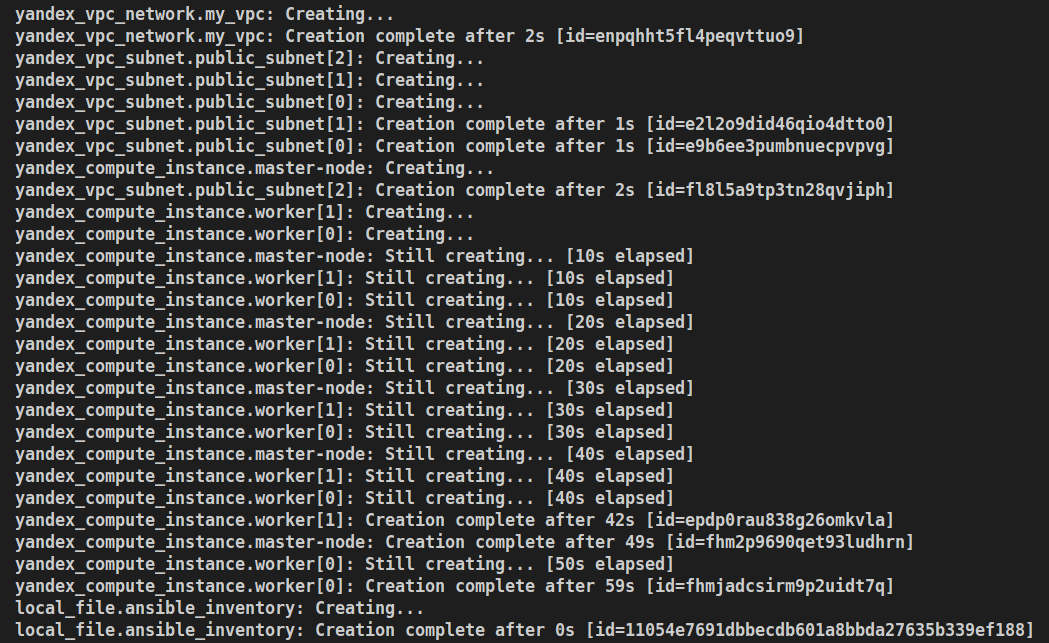 yandex_vpc_network.my_vpc: Creating...
yandex_vpc_network.my_vpc: Creation complete after 2s [id=enpqhht5fl4peqvttuo9]
yandex_vpc_subnet.public_subnet[2]: Creating...
yandex_vpc_subnet.public_subnet[1]: Creating...
yandex_vpc_subnet.public_subnet[0]: Creating...
yandex_vpc_subnet.public_subnet[1]: Creation complete after 1s [id=e2l2o9did46qio4dtto0]
yandex_vpc_subnet.public_subnet[0]: Creation complete after 1s [id=e9b6ee3pumbnuecpvpvg]
yandex_compute_instance.master-node: Creating...
yandex_vpc_subnet.public_subnet[2]: Creation complete after 2s [id=fl8l5a9tp3tn28qvjiph]
yandex_compute_instance.worker[1]: Creating...
yandex_compute_instance.worker[0]: Creating...
yandex_compute_instance.master-node: Still creating... [10s elapsed]
yandex_compute_instance.worker[1]: Still creating... [10s elapsed]
yandex_compute_instance.worker[0]: Still creating... [10s elapsed]
yandex_compute_instance.master-node: Still creating... [20s elapsed]
yandex_compute_instance.worker[1]: Still creating... [20s elapsed]
yandex_compute_instance.worker[0]: Still creating... [20s elapsed]
yandex_compute_instance.master-node: Still creating... [30s elapsed]
yandex_compute_instance.worker[1]: Still creating... [30s elapsed]
yandex_compute_instance.worker[0]: Still creating... [30s elapsed]
yandex_compute_instance.master-node: Still creating... [40s elapsed]
yandex_compute_instance.worker[1]: Still creating... [40s elapsed]
yandex_compute_instance.worker[0]: Still creating... [40s elapsed]
yandex_compute_instance.worker[1]: Creation complete after 42s [id=epdp0rau838g26omkvla]
yandex_compute_instance.master-node: Creation complete after 49s [id=fhm2p9690qet93ludhrn]
yandex_compute_instance.worker[0]: Still creating... [50s elapsed]
yandex_compute_instance.worker[0]: Creation complete after 59s [id=fhmjadcsirm9p2uidt7q]
local_file.ansible_inventory: Creating...
local_file.ansible_inventory: Creation complete after 0s [id=11054e7691dbbecdb601a8bbda27635b339ef188]